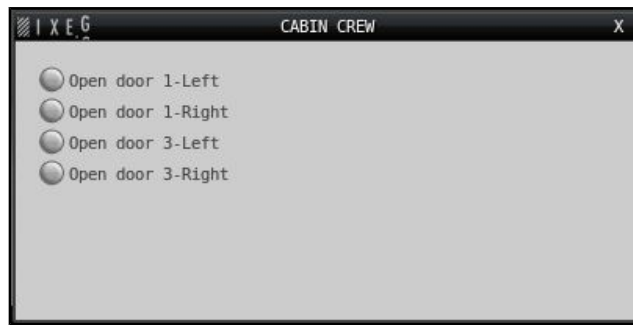 IXEG CABIN CREW X
Open door 1-Left
Open door 1-Right
Open door 3-Left
Open door 3-Right